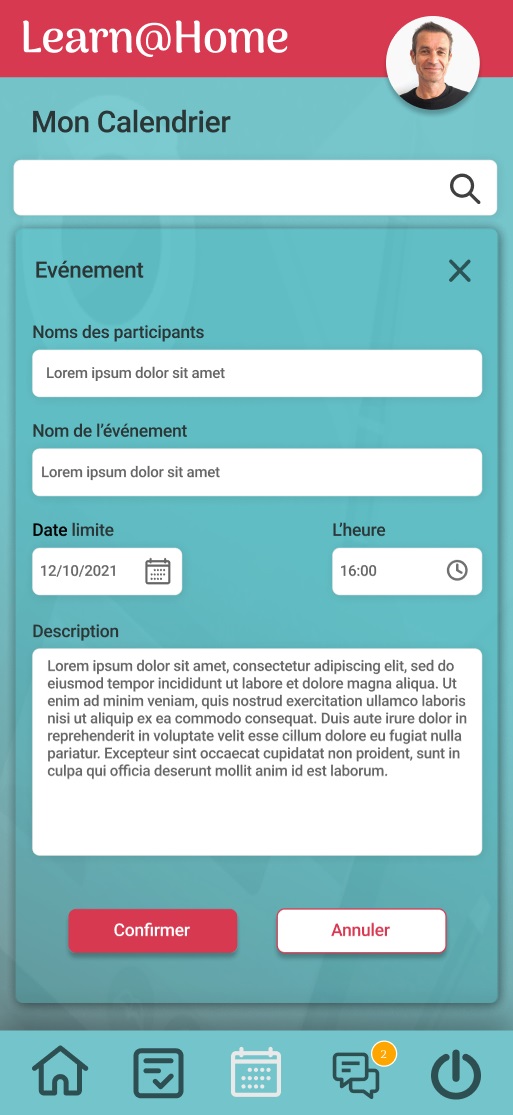 Learn@Home
Mon Calendrier
Evénement
Noms des participants
Lorem ipsum dolor sit amet
Nom de l'événement
Lorem ipsum dolor sit amet
Date limite
L'heure
12/10/2021
16:00
Description
Lorem ipsum dolor sit amet, consectetur adipiscing elit, sed do
eiusmod tempor incididunt ut labore et dolore magna aliqua. Ut
enim ad minim veniam, quis nostrud exercitation ullamco laboris
nisi ut aliquip ex ea commodo consequat. Duis aute irure dolor in
reprehenderit in voluptate velit esse cillum dolore eu fugiat nulla
pariatur. Excepteur sint occaecat cupidatat non proident, sunt in
culpa qui officia deserunt mollit anim id est laborum.
Confirmer
Annuler
2